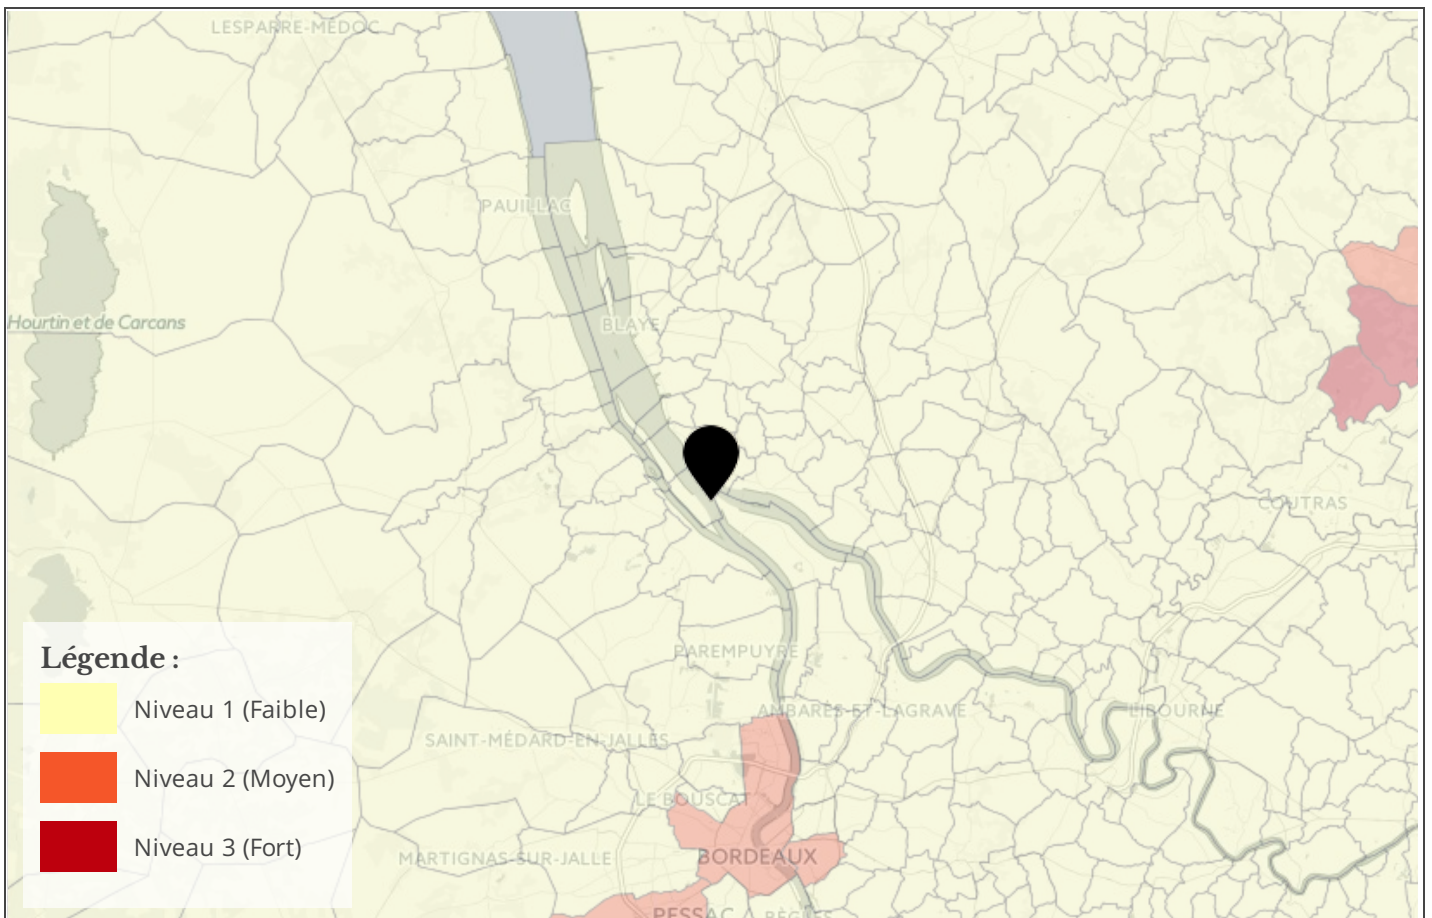 LESPARRE-MÉDOC
PAUILLAC
Hourtin et de Carcans
BLAYE
COUTRAS
PAREMPUYRE
AMBARÈS-ET-LAGRAVE
LIBOURNE
SAINT-MÉDARD-EN-JALLES
LE BOUSCAT
MARTIGNAS-SUR-JALLE
BORDEAUX
PESSAC
BÈGLES
Légende :
Niveau 1 (Faible)
Niveau 2 (Moyen)
Niveau 3 (Fort)